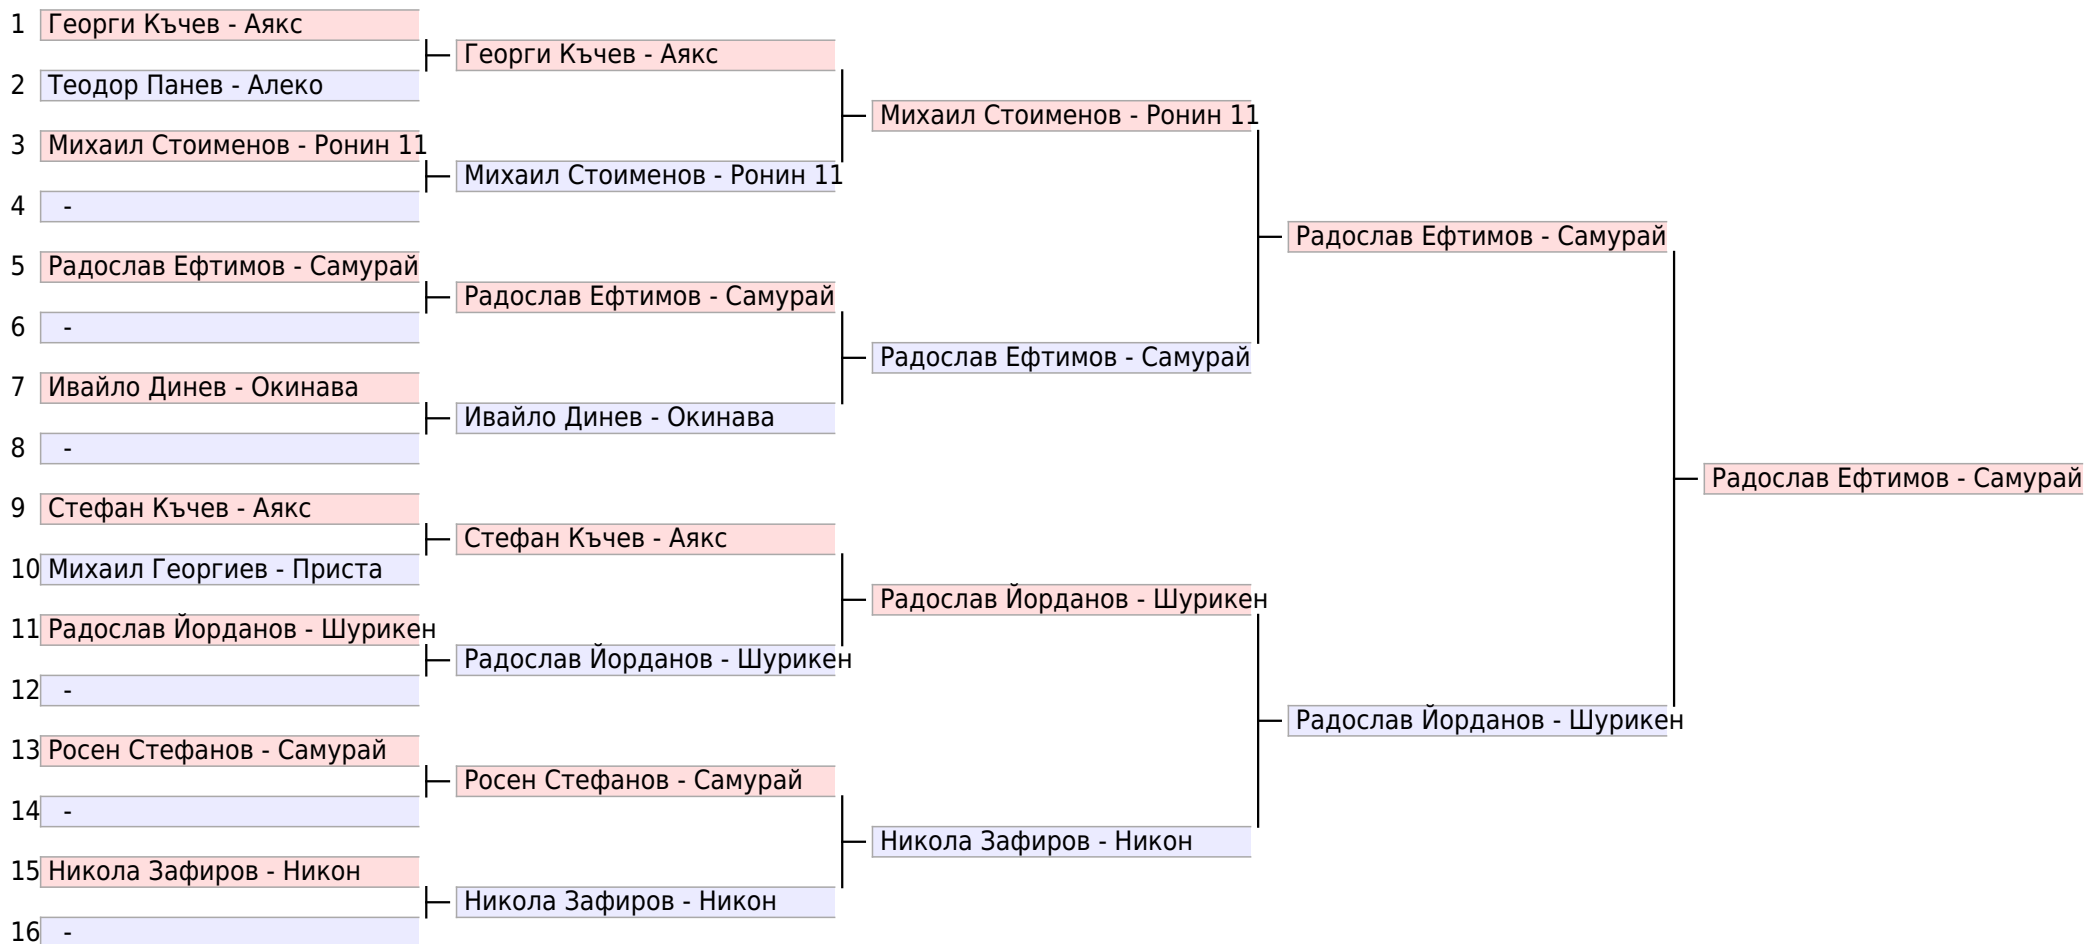 1 Георги Къчев - Аякс
Георги Къчев - Аякс
2 Теодор Панев - Алеко
Михаил Стоименов - Ронин 11
3 Михаил Стоименов - Ронин 11
Михаил Стоименов - Ронин 11
4 -
Радослав Ефтимов - Самурай
5 Радослав Ефтимов - Самурай
Радослав Ефтимов - Самурай
6 -
Радослав Ефтимов - Самурай
7 Ивайло Динев - Окинава
Ивайло Динев - Окинава
8 -
Радослав Ефтимов - Самурай
9 Стефан Къчев - Аякс
Стефан Къчев - Аякс
10 Михаил Георгиев - Приста
Радослав Йорданов - Шурикен
11 Радослав Йорданов - Шурикен
Радослав Йорданов - Шурикен
12 -
Радослав Йорданов - Шурикен
13 Росен Стефанов - Самурай
Росен Стефанов - Самурай
14 -
Никола Зафиров - Никон
15 Никола Зафиров - Никон
Никола Зафиров - Никон
16 -